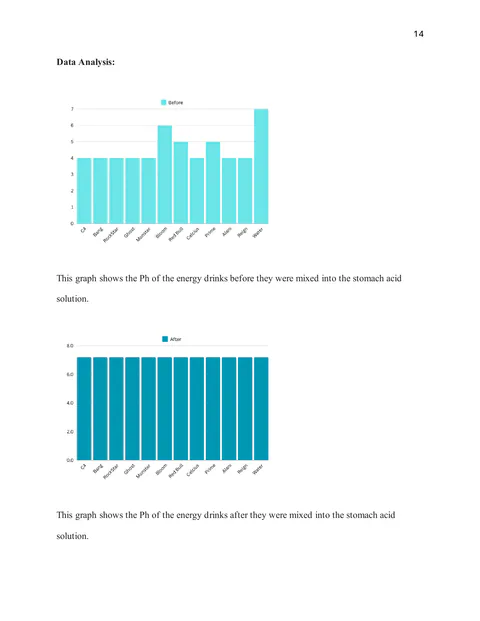 14
Data Analysis:
Before
7
6
5
4
3
2
1
0
C4
Bang
RockStar
Ghost
Monster
Bloom
Red Bull
Celcius
Prime
Alani
Reign
Water
This graph shows the Ph of the energy drinks before they were mixed into the stomach acid
solution.
After
8.0
6.0
4.0
2.0
0.0
C4
Bang
RockStar
Ghost
Monster
Bloom
Red Bull
Celcius
Prime
Alani
Reign
Water
This graph shows the Ph of the energy drinks after they were mixed into the stomach acid
solution.